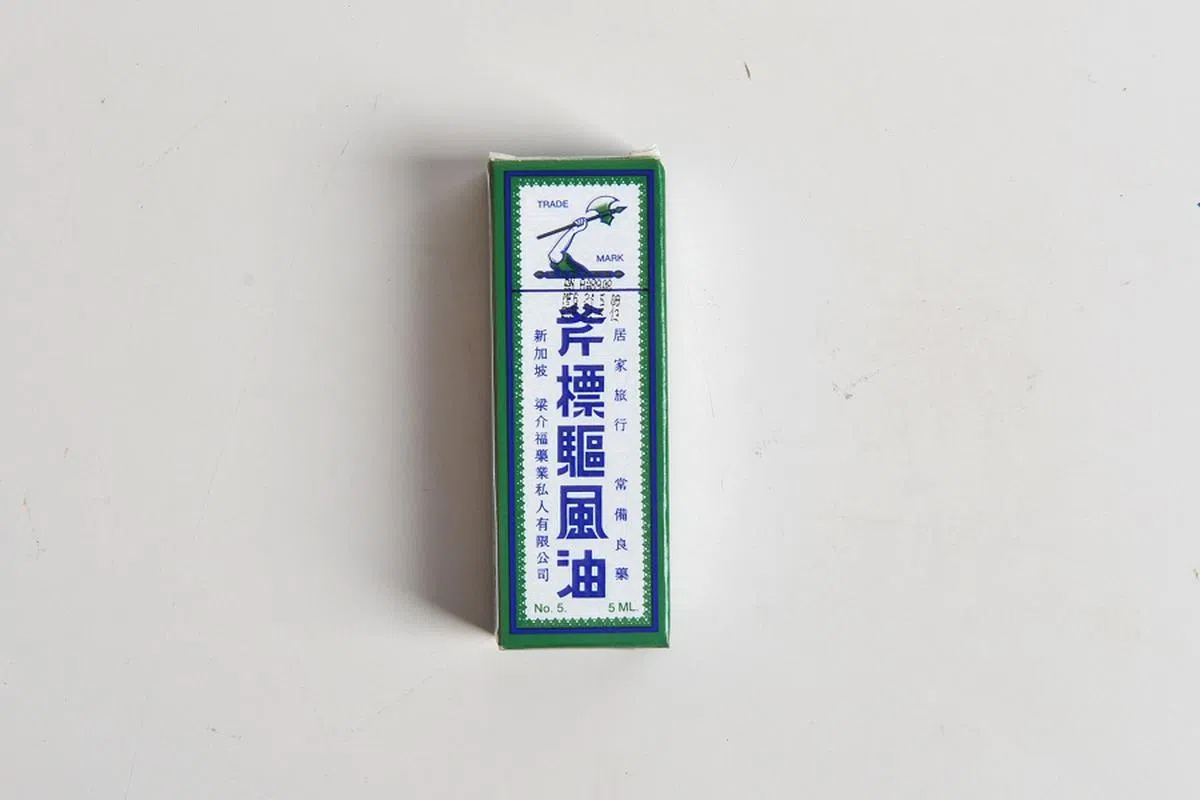 TRADE
MARK
斧標驅風油
居家旅行 常備良藥
新加坡 梁介福藥業私人有限公司
No. 5. 5 ML.